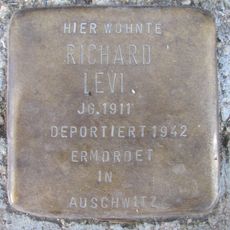 HIER WOHNTE
RICHARD
LEVI
JG. 1911
DEPORTIERT 1942
ERMORDET
IN
AUSCHWITZ